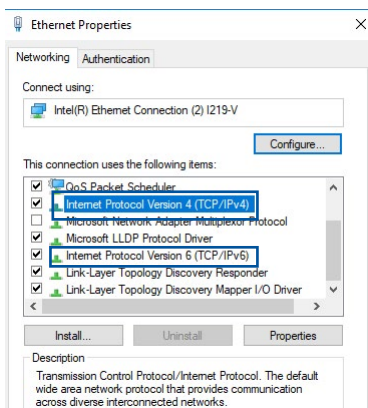 Ethernet Properties
Networking Authentication
Connect using:
Intel(R) Ethernet Connection (2) I219-V
Configure...
This connection uses the following items:
QoS Packet Scheduler
Internet Protocol Version 4 (TCP/IPv4)
Microsoft Network Adapter Multiplexor Protocol
Microsoft LLDP Protocol Driver
Internet Protocol Version 6 (TCP/IPv6)
Link-Layer Topology Discovery Responder
Link-Layer Topology Discovery Mapper I/O Driver
Install... Uninstall Properties
Description
Transmission Control Protocol/Internet Protocol. The default
wide area network protocol that provides communication
across diverse interconnected networks.